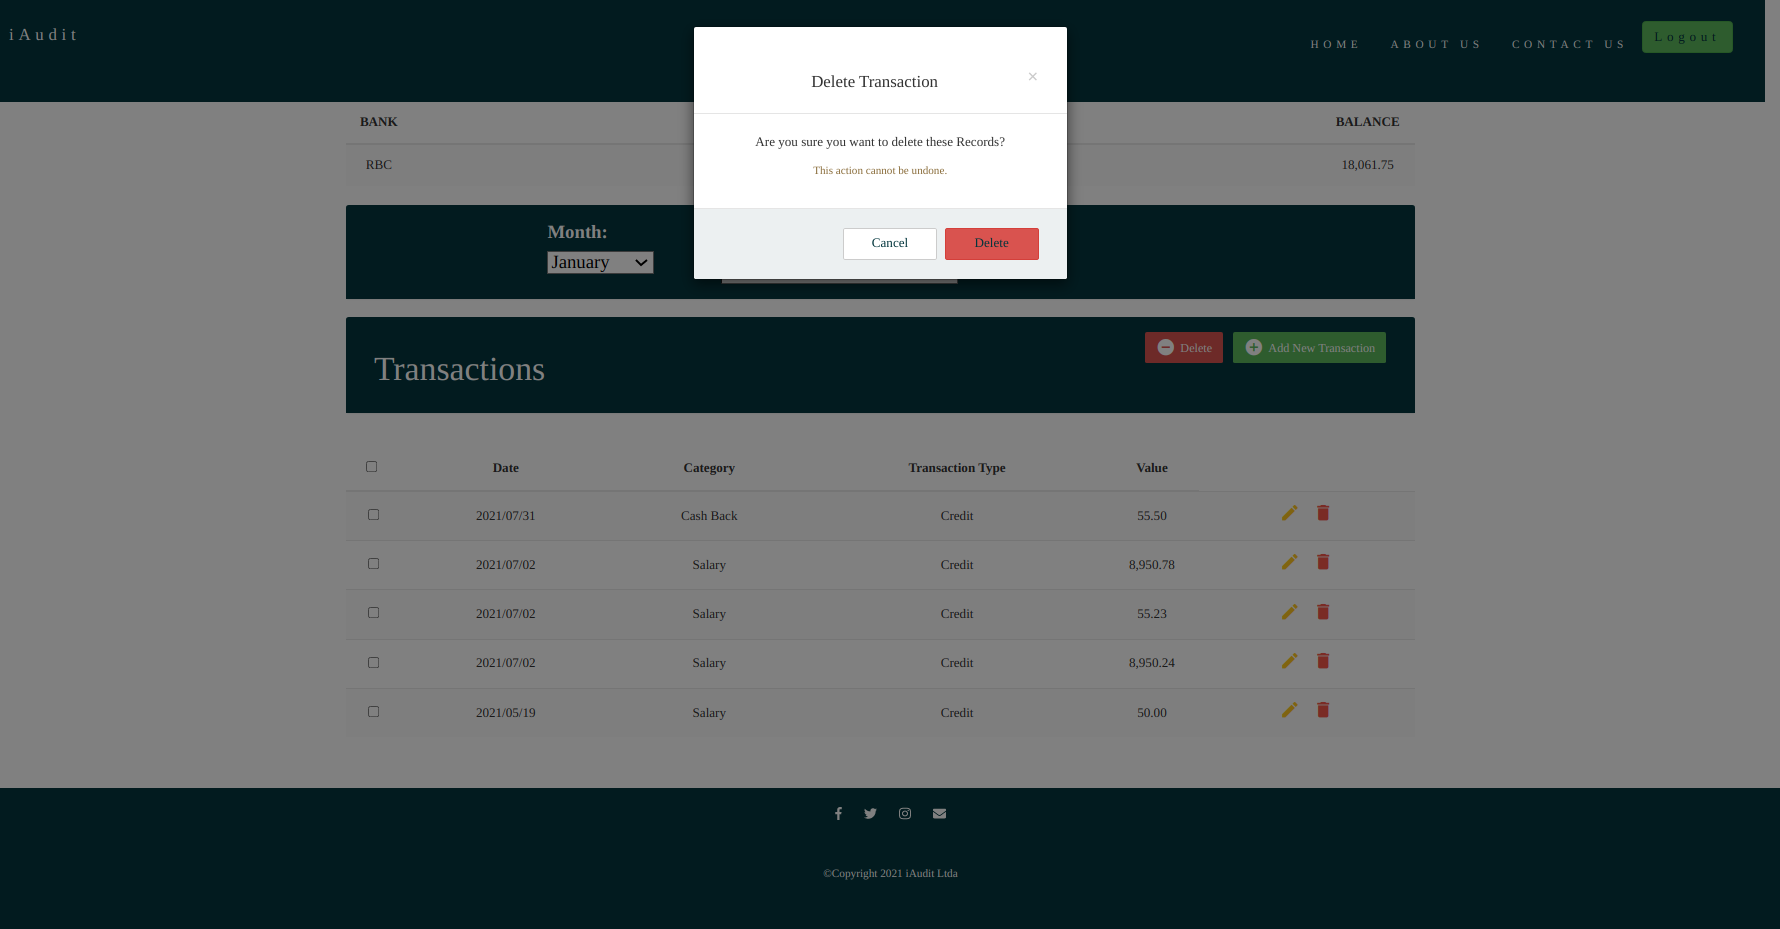 iAudit
HOME ABOUT US CONTACT US Logout
Delete Transaction ×
Are you sure you want to delete these Records?
This action cannot be undone.
Cancel Delete
BANK BALANCE
RBC 18,061.75
Month:
January
Transactions
Delete Add New Transaction
Date Category Transaction Type Value
2021/07/31 Cash Back Credit 55.50
2021/07/02 Salary Credit 8,950.78
2021/07/02 Salary Credit 55.23
2021/07/02 Salary Credit 8,950.24
2021/05/19 Salary Credit 50.00
©Copyright 2021 iAudit Ltda